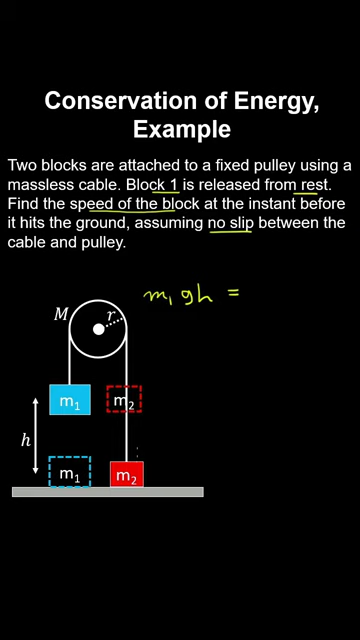 Conservation of Energy,
Example
Two blocks are attached to a fixed pulley using a
massless cable. Block 1 is released from rest.
Find the speed of the block at the instant before
it hits the ground, assuming no slip between the
cable and pulley.
m₁ gh =
M
r
m₁
m₂
h
m₁
m₂